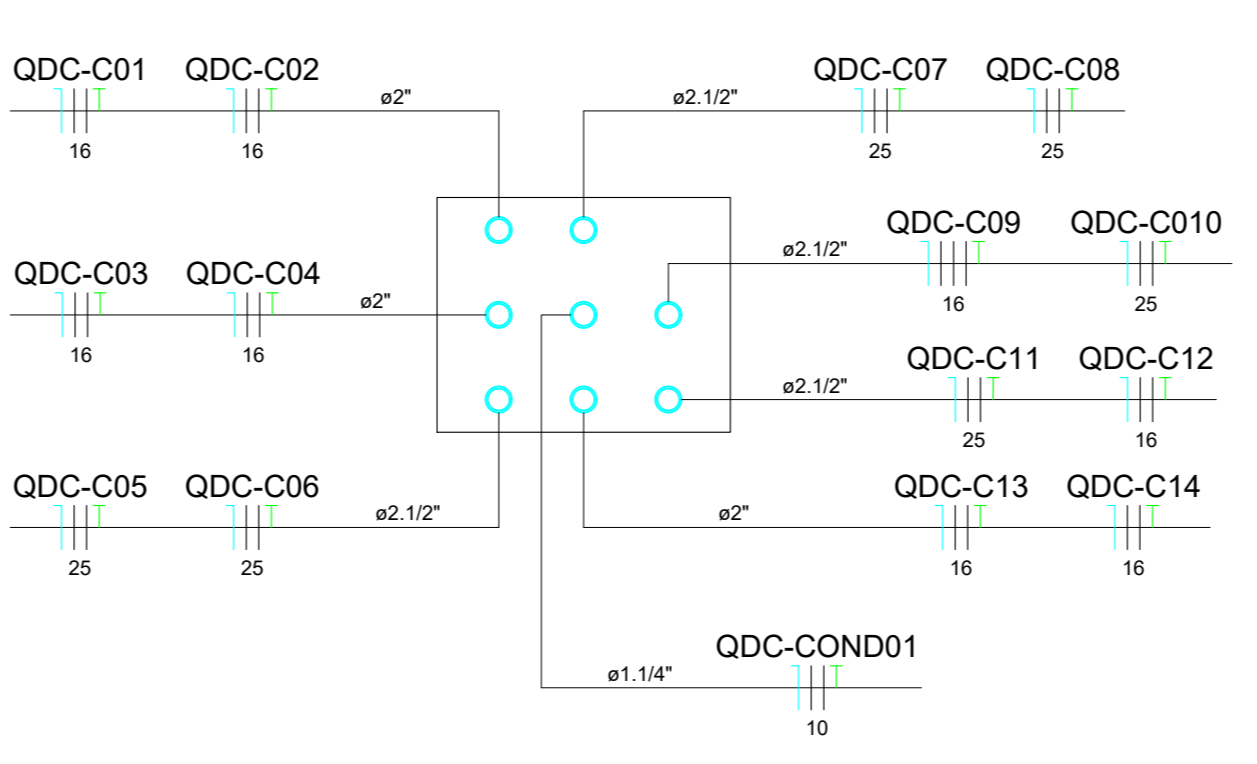 QDC-C01 QDC-C02
ø2"
16 16
QDC-C07 QDC-C08
ø2.1/2"
25 25
QDC-C09 QDC-C010
ø2.1/2"
16 25
QDC-C03 QDC-C04
ø2"
16 16
QDC-C11 QDC-C12
ø2.1/2"
25 16
QDC-C05 QDC-C06
ø2.1/2"
25 25
QDC-C13 QDC-C14
ø2"
16 16
QDC-COND01
ø1.1/4"
10